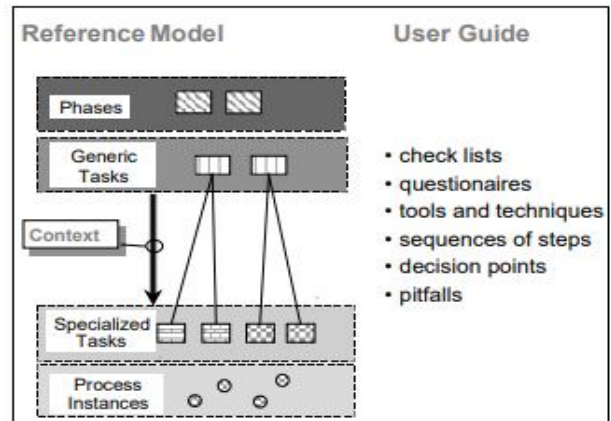 Reference Model
User Guide
Phases
Generic
Tasks
Context
Specialized
Tasks
Process
Instances
• check lists
• questionaires
• tools and techniques
• sequences of steps
• decision points
• pitfalls